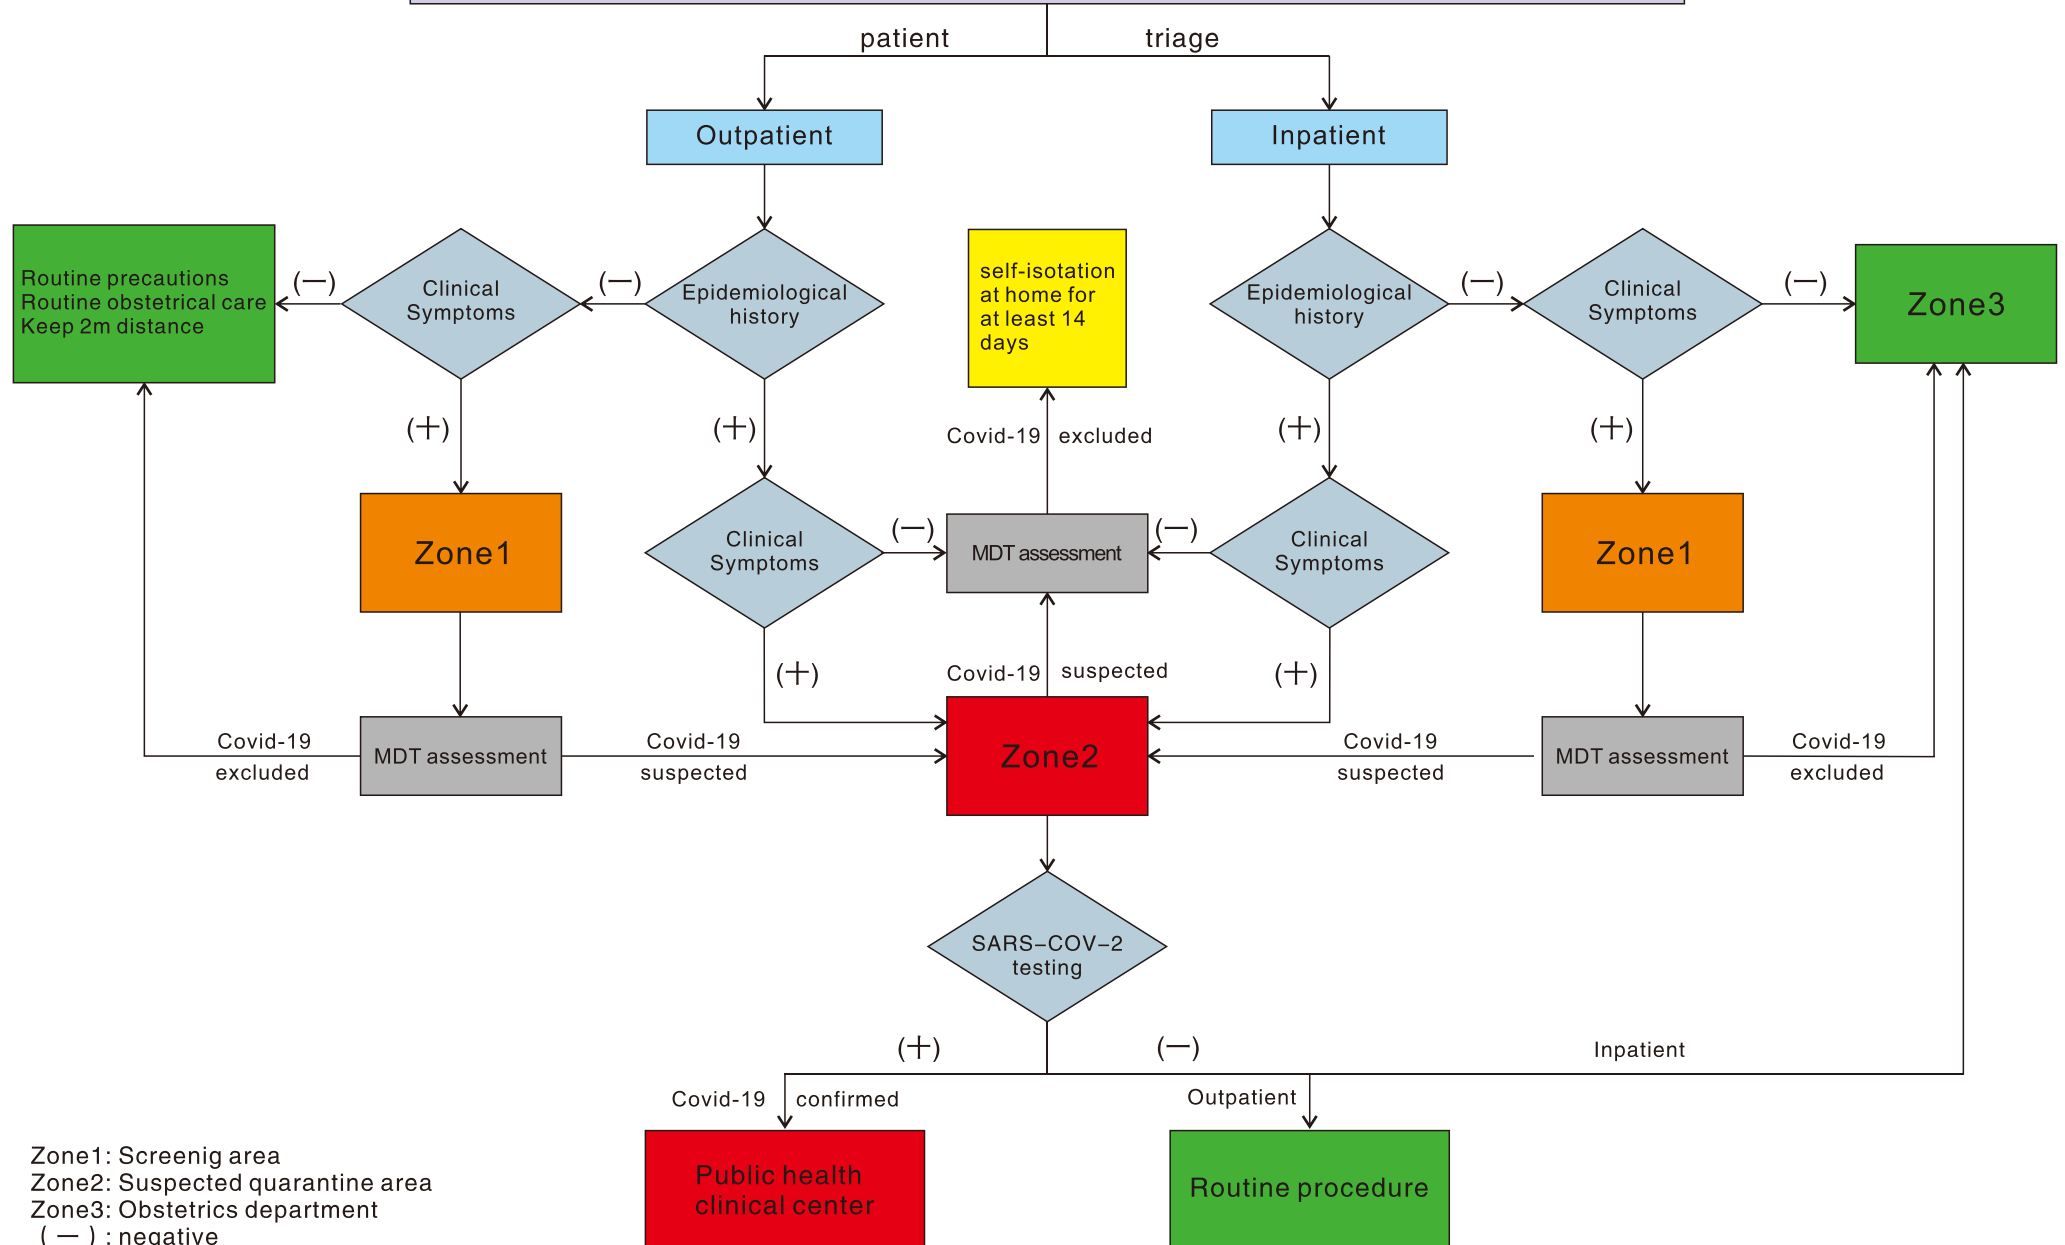 patient
triage
Outpatient
Inpatient
Routine precautions
Routine obstetrical care
Keep 2m distance
(—)
Clinical
Symptoms
(—)
Epidemiological
history
self-isotation
at home for
at least 14
days
Epidemiological
history
(—)
Clinical
Symptoms
(—)
Zone3
(+)
(+)
Covid-19
excluded
(+)
(+)
Zone1
Clinical
Symptoms
(—)
MDT assessment
(—)
Clinical
Symptoms
Zone1
(+)
Covid-19
suspected
(+)
Covid-19
excluded
MDT assessment
Covid-19
suspected
Zone2
Covid-19
suspected
MDT assessment
Covid-19
excluded
SARS-COV-2
testing
(+)
(—)
Inpatient
Covid-19
confirmed
Outpatient
Public health
clinical center
Routine procedure
Zone1: Screenig area
Zone2: Suspected quarantine area
Zone3: Obstetrics department
(—) : negative